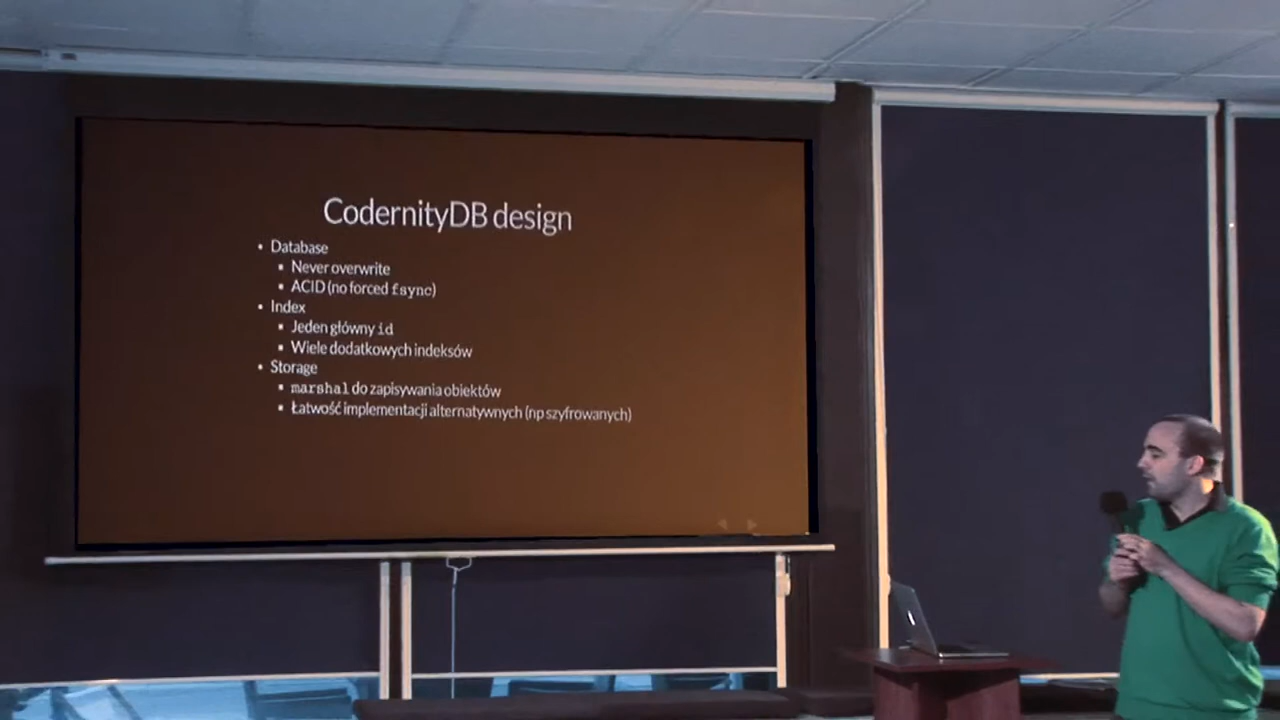 CodernityDB design
• Database
▪ Never overwrite
▪ ACID (no forced fsync)
• Index
▪ Jeden główny id
▪ Wiele dodatkowych indeksów
• Storage
▪ marshal do zapisywania obiektów
▪ Łatwość implementacji alternatywnych (np szyfrowanych)